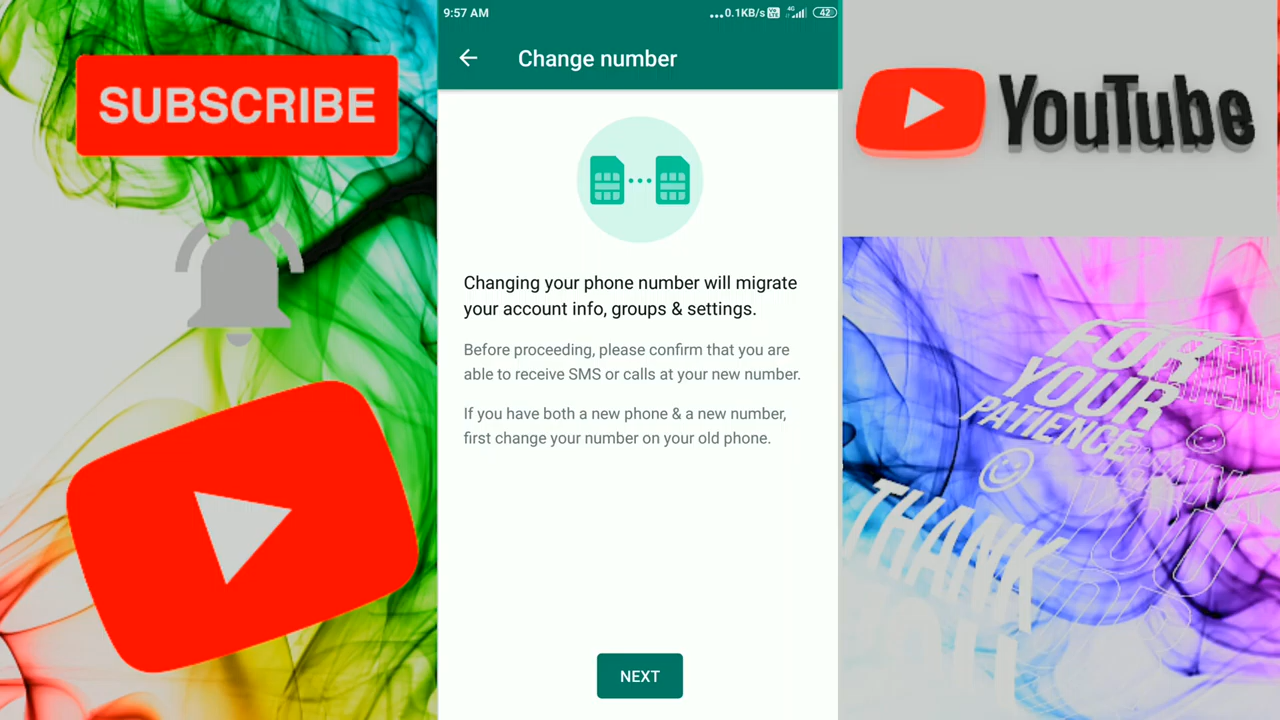 SUBSCRIBE
9:57 AM
...0.1KB/s
4G
42
Change number
Changing your phone number will migrate
your account info, groups & settings.
Before proceeding, please confirm that you are
able to receive SMS or calls at your new number.
If you have both a new phone & a new number,
first change your number on your old phone.
NEXT
YouTube
FOR
YOUR
PATIENCE
THANK